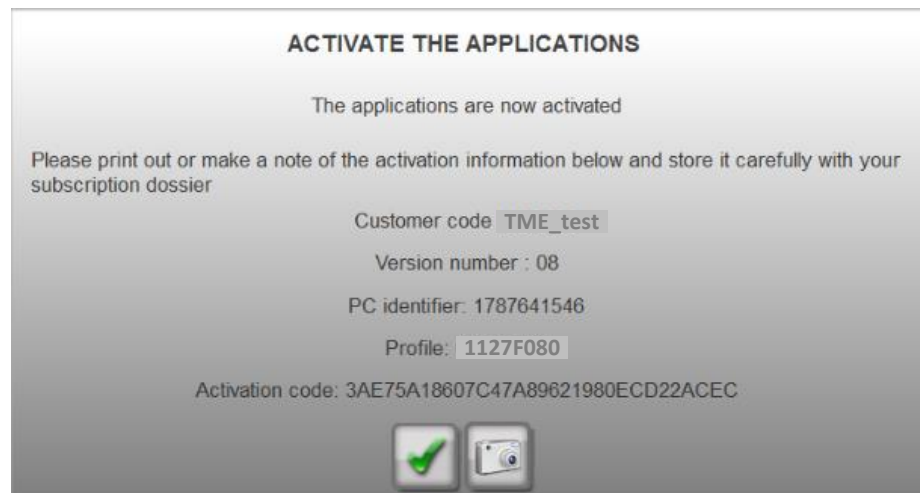 ACTIVATE THE APPLICATIONS
The applications are now activated
Please print out or make a note of the activation information below and store it carefully with your
subscription dossier
Customer code TME_test
Version number : 08
PC identifier: 1787641546
Profile: 1127F080
Activation code: 3AE75A18607C47A89621980ECD22ACEC